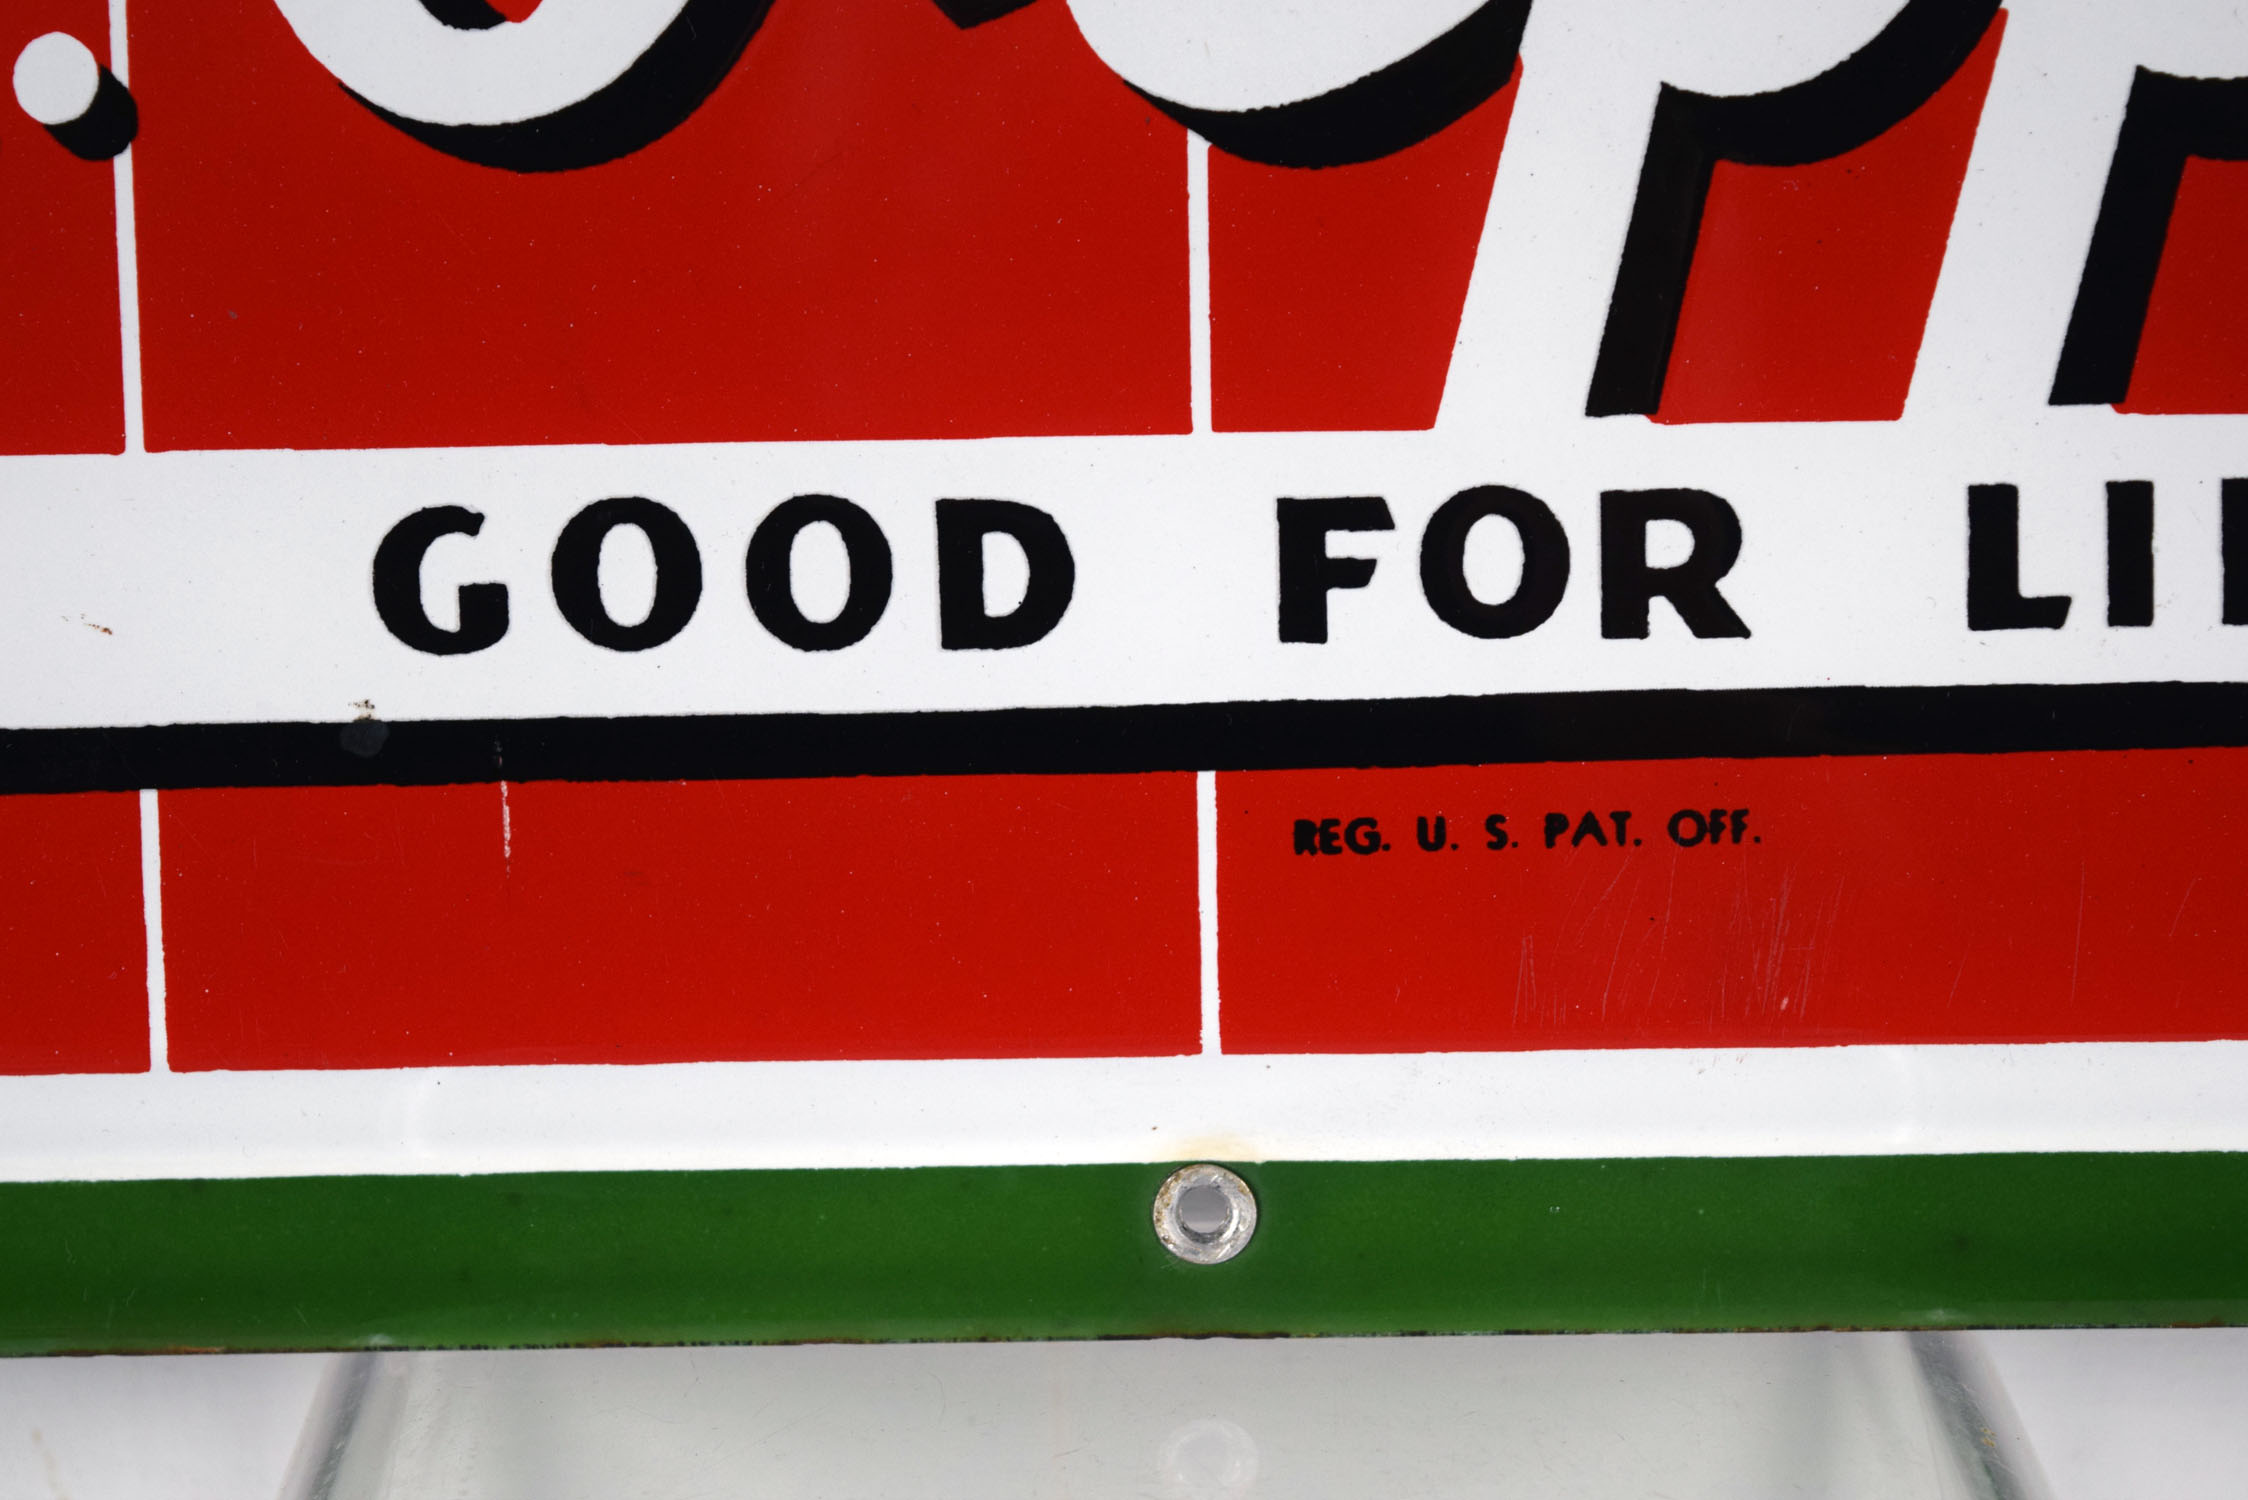 GOOD FOR LI
REG. U. S. PAT. OFF.